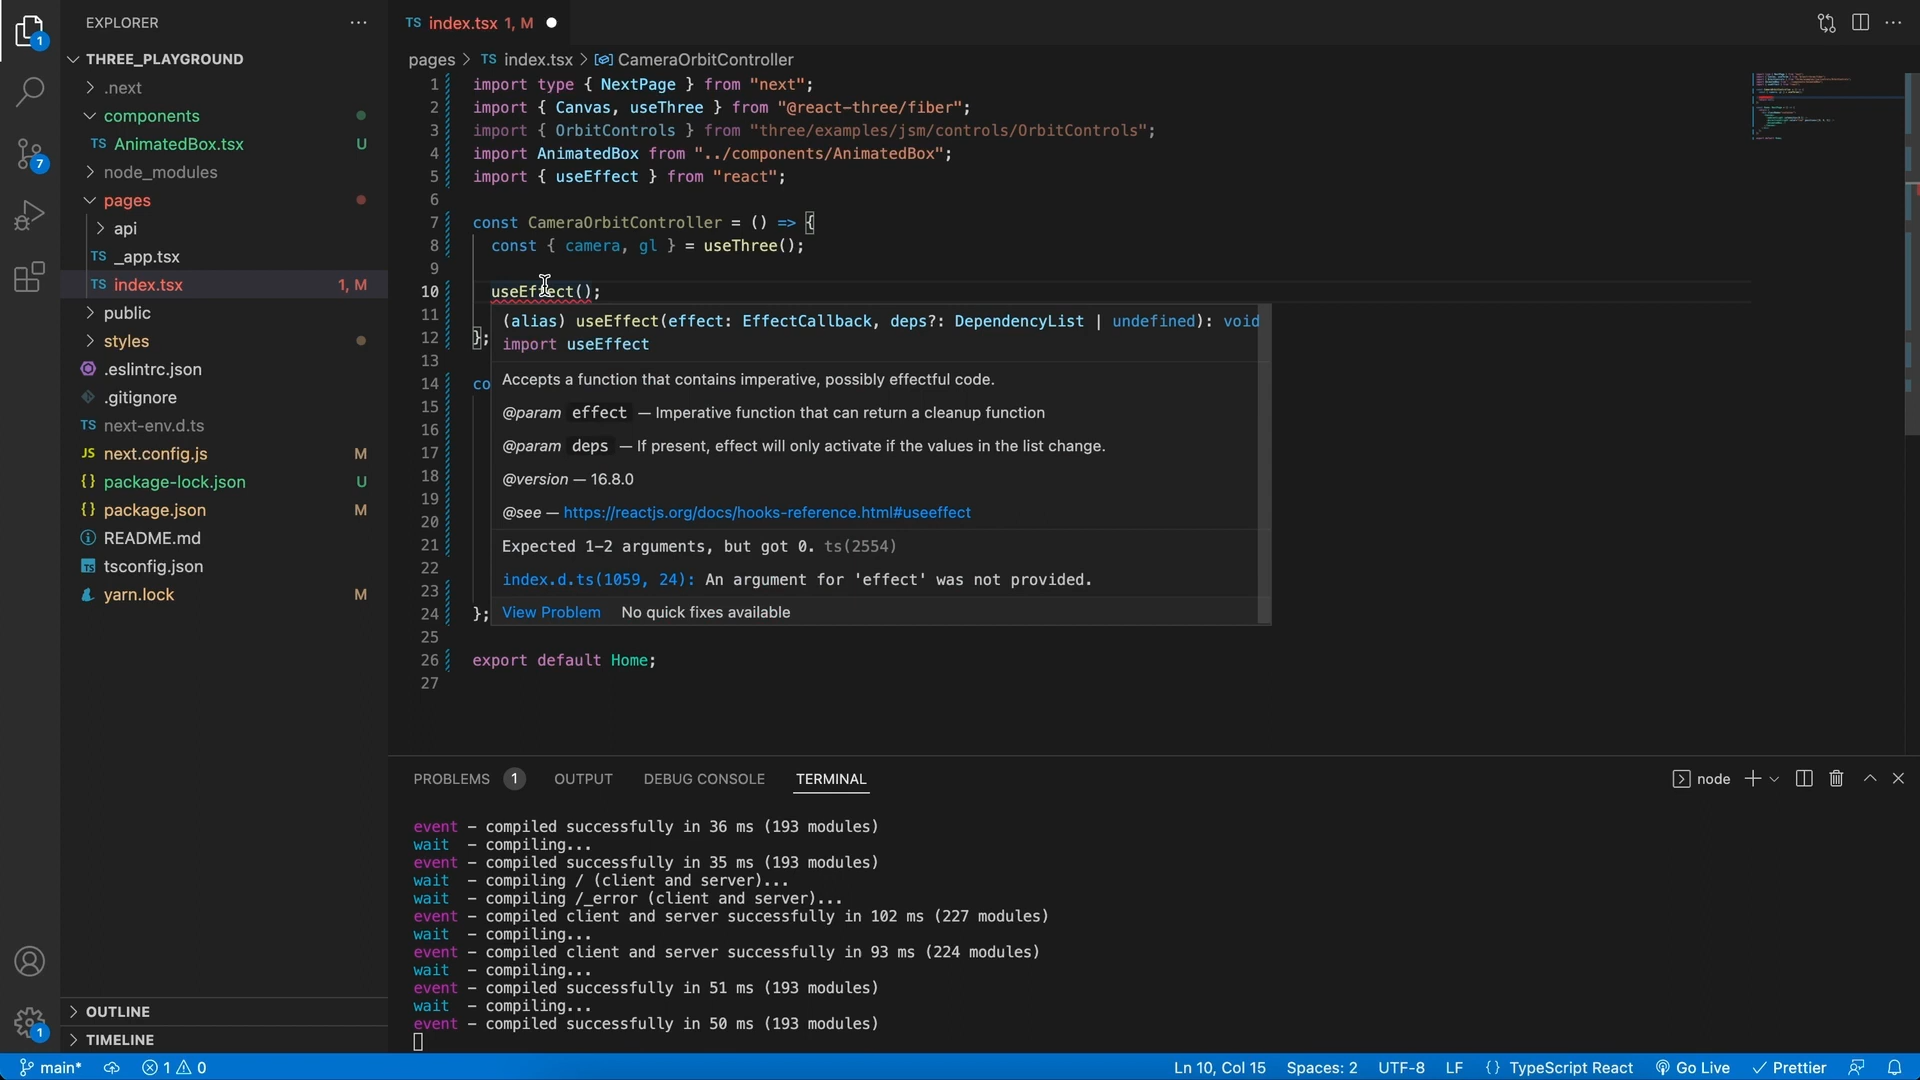 EXPLORER
THREE_PLAYGROUND
.next
components
TS AnimatedBox.tsx U
node_modules
pages
api
TS _app.tsx
TS index.tsx 1, M
public
styles
.eslintrc.json
.gitignore
TS next-env.d.ts
JS next.config.js M
{} package-lock.json U
{} package.json M
README.md
TS tsconfig.json
yarn.lock M
OUTLINE
TIMELINE
1
7
1
TS index.tsx 1, M
pages > TS index.tsx > CameraOrbitController
1 import type { NextPage } from "next";
2 import { Canvas, useThree } from "@react-three/fiber";
3 import { OrbitControls } from "three/examples/jsm/controls/OrbitControls";
4 import AnimatedBox from "../components/AnimatedBox";
5 import { useEffect } from "react";
6
7 const CameraOrbitController = () => {
8 const { camera, gl } = useThree();
9
10 useEffect();
11
12 };
13
14 co
15
16
17
18
19
20
21
22
23
24 };
25
26 export default Home;
27
(alias) useEffect(effect: EffectCallback, deps?: DependencyList | undefined): void
import useEffect
Accepts a function that contains imperative, possibly effectful code.
@param effect — Imperative function that can return a cleanup function
@param deps — If present, effect will only activate if the values in the list change.
@version — 16.8.0
@see — https://reactjs.org/docs/hooks-reference.html#useeffect
Expected 1-2 arguments, but got 0. ts(2554)
index.d.ts(1059, 24): An argument for 'effect' was not provided.
View Problem No quick fixes available
PROBLEMS 1 OUTPUT DEBUG CONSOLE TERMINAL node
event - compiled successfully in 36 ms (193 modules)
wait - compiling...
event - compiled successfully in 35 ms (193 modules)
wait - compiling / (client and server)...
wait - compiling /_error (client and server)...
event - compiled client and server successfully in 102 ms (227 modules)
wait - compiling...
event - compiled client and server successfully in 93 ms (224 modules)
wait - compiling...
event - compiled successfully in 51 ms (193 modules)
wait - compiling...
event - compiled successfully in 50 ms (193 modules)
main* 1 0 Ln 10, Col 15 Spaces: 2 UTF-8 LF {} TypeScript React Go Live Prettier